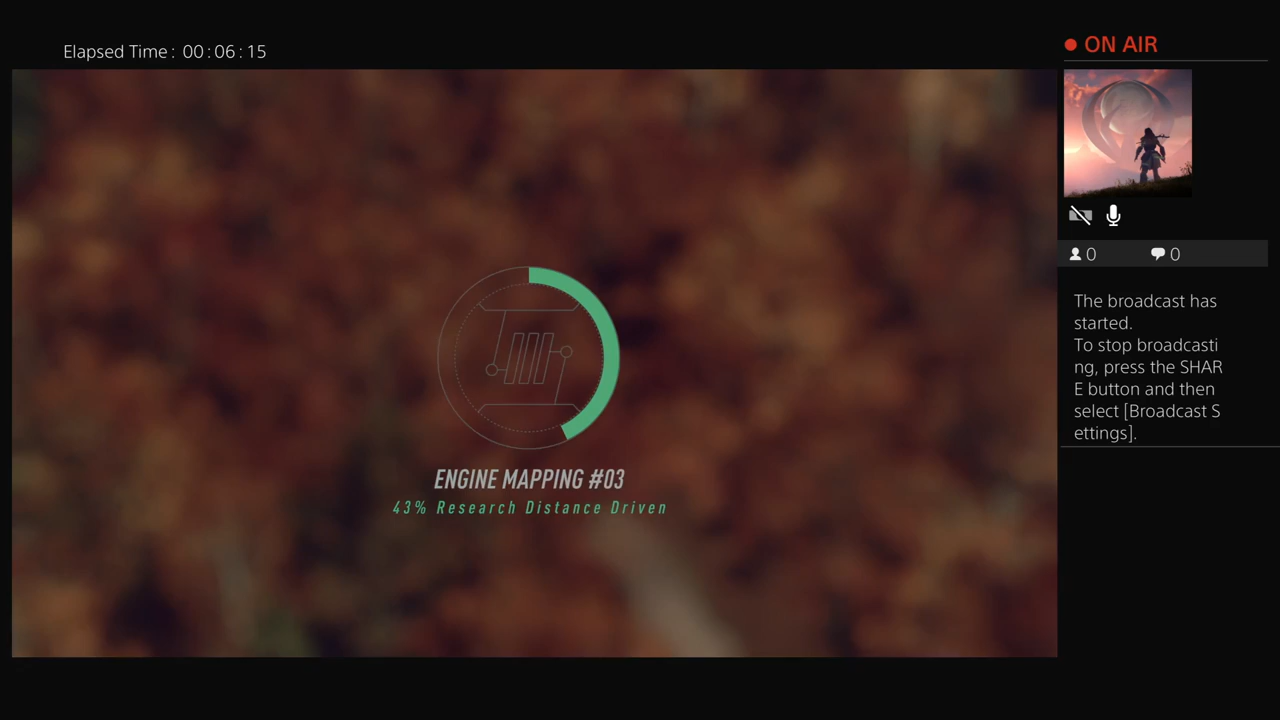 Elapsed Time: 00:06:15
ON AIR
0 0
ENGINE MAPPING #03
43% Research Distance Driven
The broadcast has
started.
To stop broadcasti
ng, press the SHAR
E button and then
select [Broadcast S
ettings].